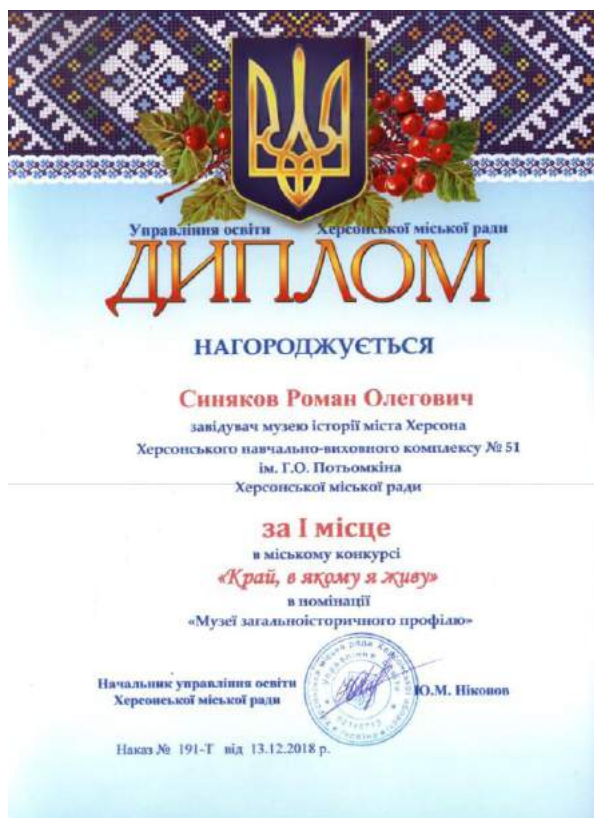 Управління освіти Херсонської міської ради
ДИПЛОМ
НАГОРОДЖУЄТЬСЯ
Синяков Роман Олегович
завідувач музею історії міста Херсона
Херсонського навчально-виховного комплексу № 51
ім. Г.О. Потьомкіна
Херсонської міської ради
за І місце
в міському конкурсі
«Край, в якому я живу»
в номінації
«Музеї загальноісторичного профілю»
Начальник управління освіти
Херсонської міської ради
Ю.М. Ніконов
Наказ № 191-Т від 13.12.2018 р.